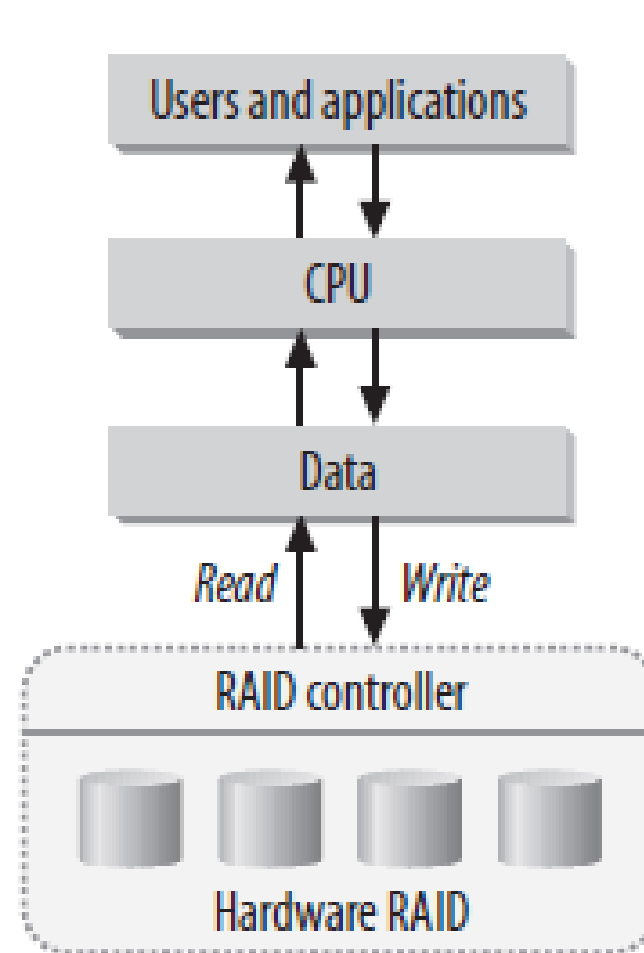 Users and applications
CPU
Data
Read Write
RAID controller
Hardware RAID